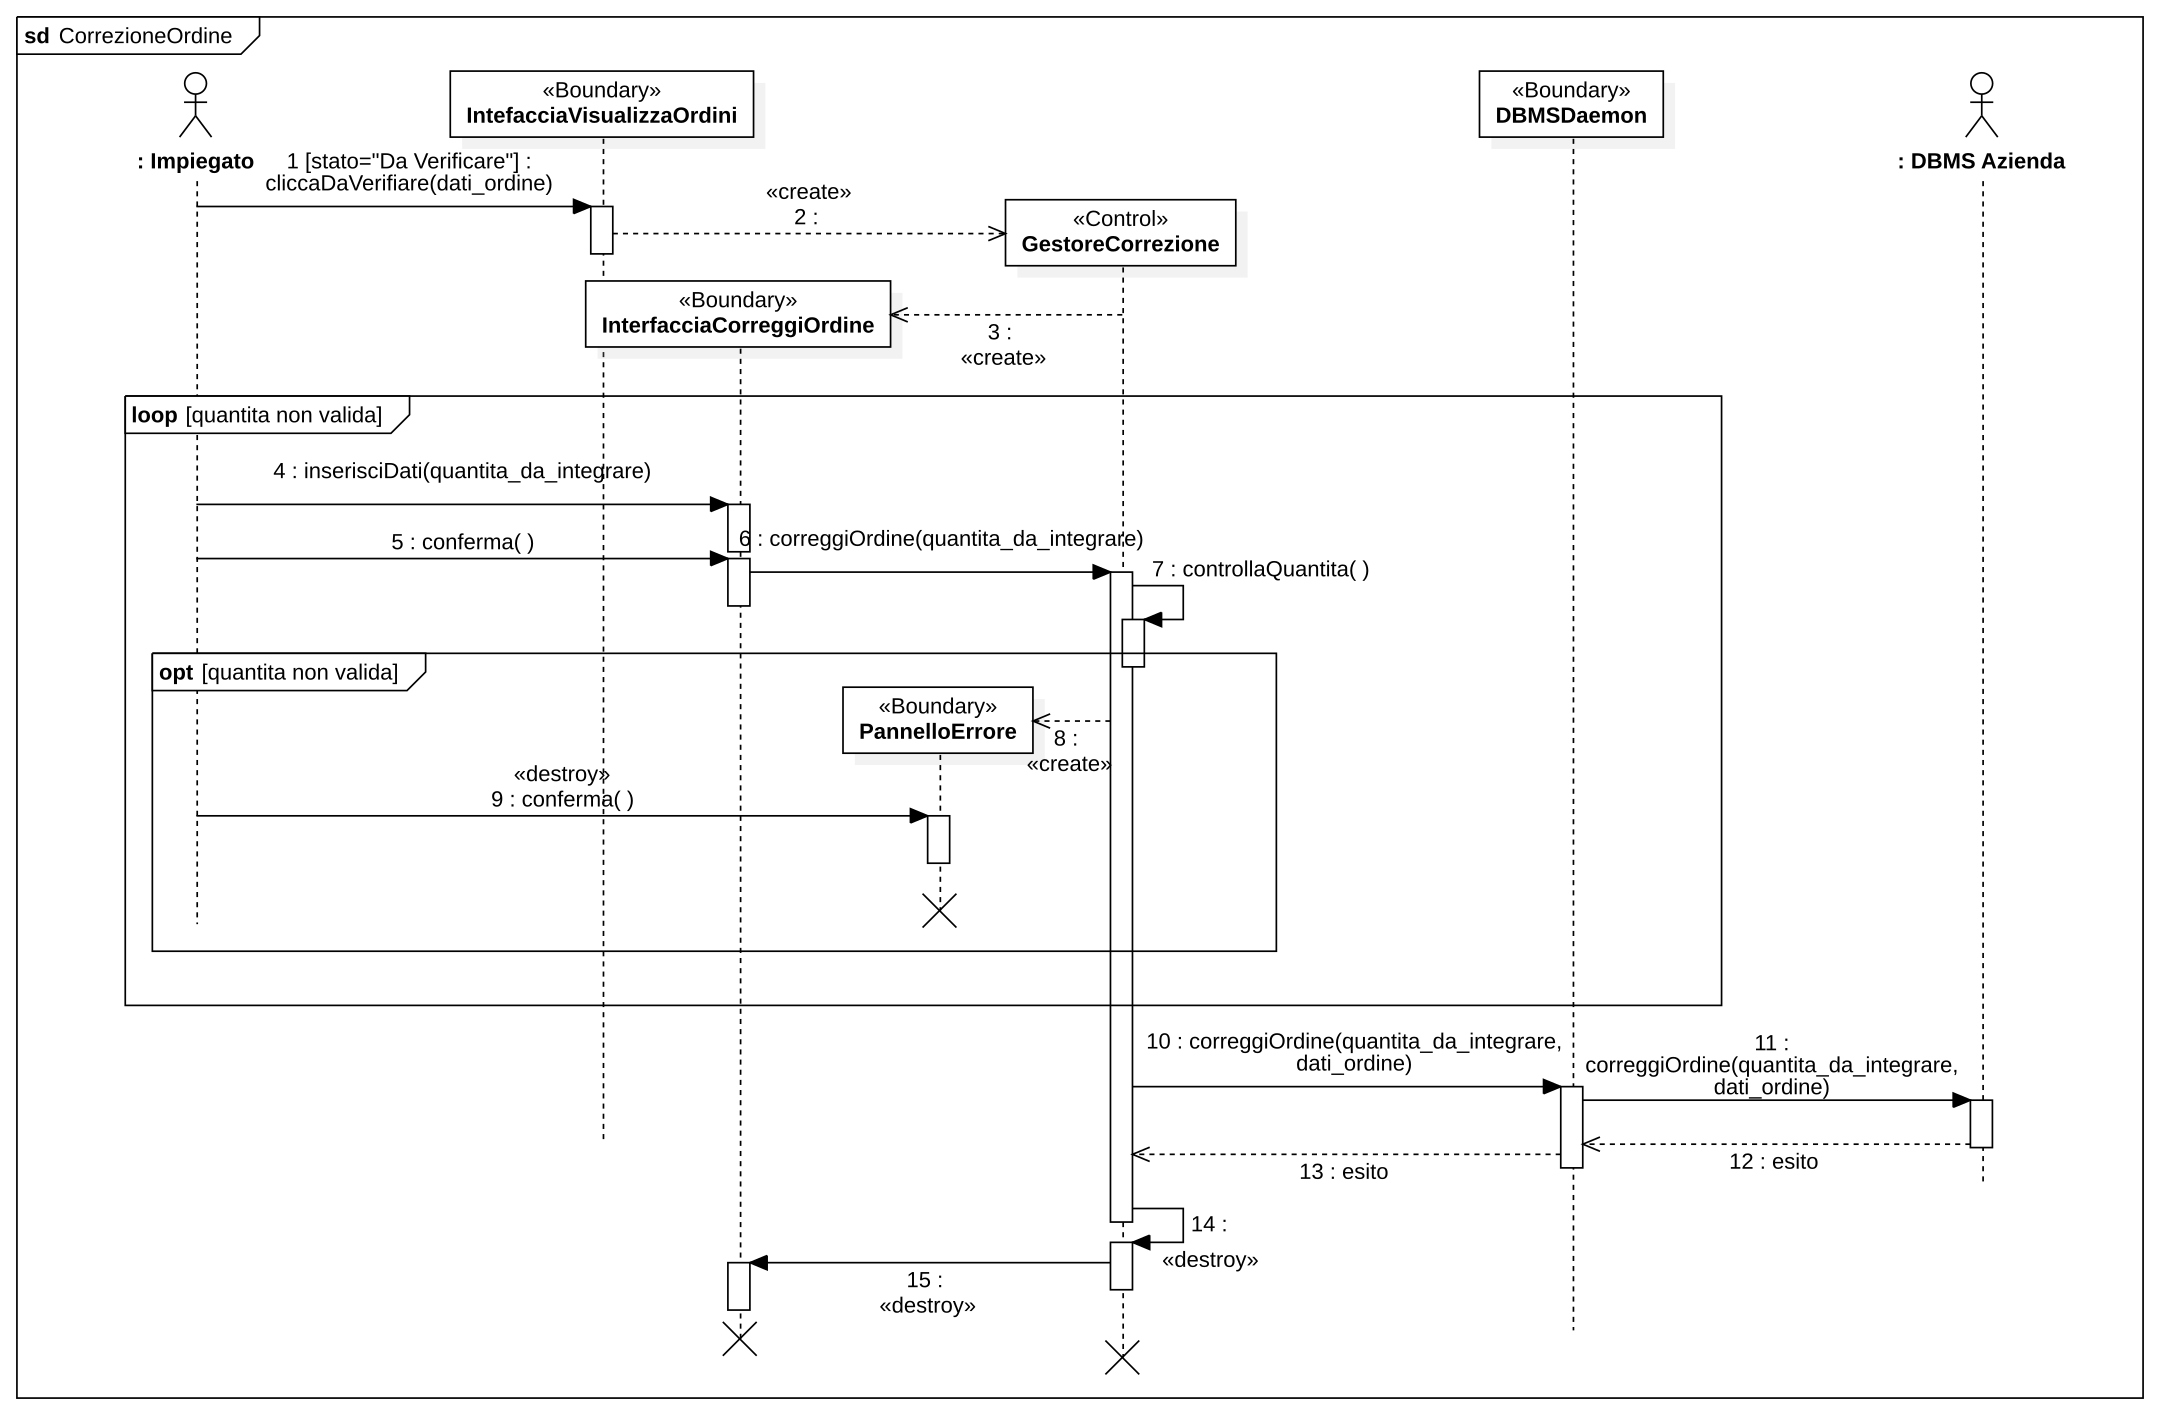 sd CorrezioneOrdine
«Boundary»
IntefacciaVisualizzaOrdini
«Boundary»
DBMSDaemon
: Impiegato
: DBMS Azienda
1 [stato="Da Verificare"] :
cliccaDaVerifiare(dati_ordine)
«create»
2 :
«Control»
GestoreCorrezione
«Boundary»
InterfacciaCorreggiOrdine
3 :
«create»
loop [quantita non valida]
4 : inserisciDati(quantita_da_integrare)
5 : conferma( )
6 : correggiOrdine(quantita_da_integrare)
7 : controllaQuantita( )
opt [quantita non valida]
«Boundary»
PannelloErrore
8 :
«create»
«destroy»
9 : conferma( )
10 : correggiOrdine(quantita_da_integrare,
dati_ordine)
11 :
correggiOrdine(quantita_da_integrare,
dati_ordine)
12 : esito
13 : esito
14 :
«destroy»
15 :
«destroy»